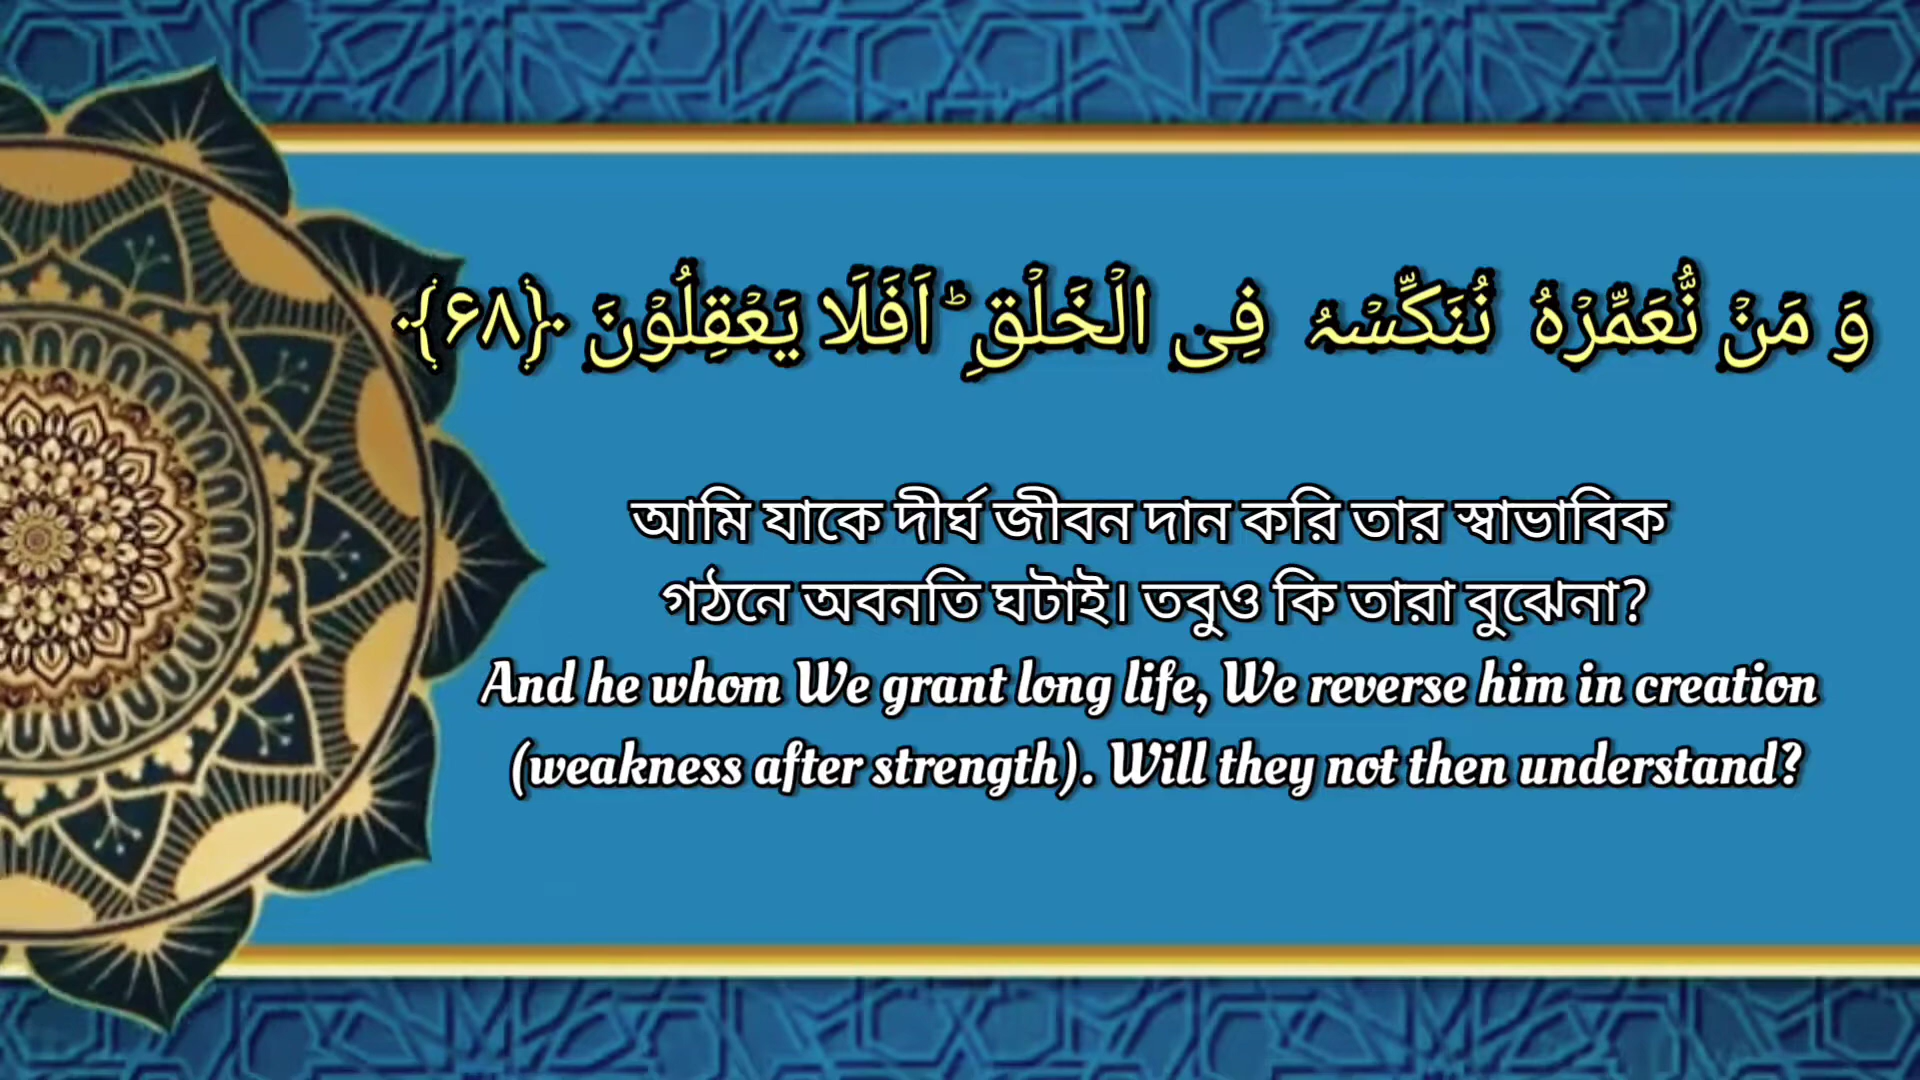 وَ مَنۡ نُّعَمِّرۡہُ نُنَکِّسۡہُ فِی الۡخَلۡقِ ؕ اَفَلَا یَعۡقِلُوۡنَ ﴿۶۸﴾
আমি যাকে দীর্ঘ জীবন দান করি তার স্বাভাবিক
গঠনে অবনতি ঘটাই। তবুও কি তারা বুঝেনা?
And he whom We grant long life, We reverse him in creation
(weakness after strength). Will they not then understand?